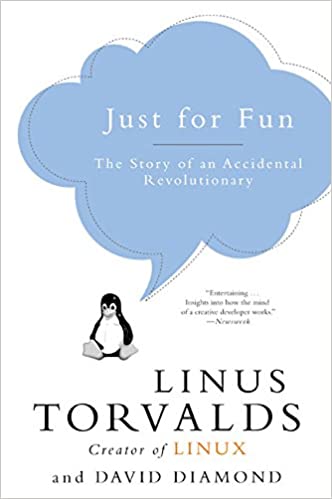 Just for Fun
The Story of an Accidental
Revolutionary
"Entertaining . . .
Insights into how the mind
of a creative developer works."
—Newsweek
LINUS
TORVALDS
Creator of LINUX
and DAVID DIAMOND